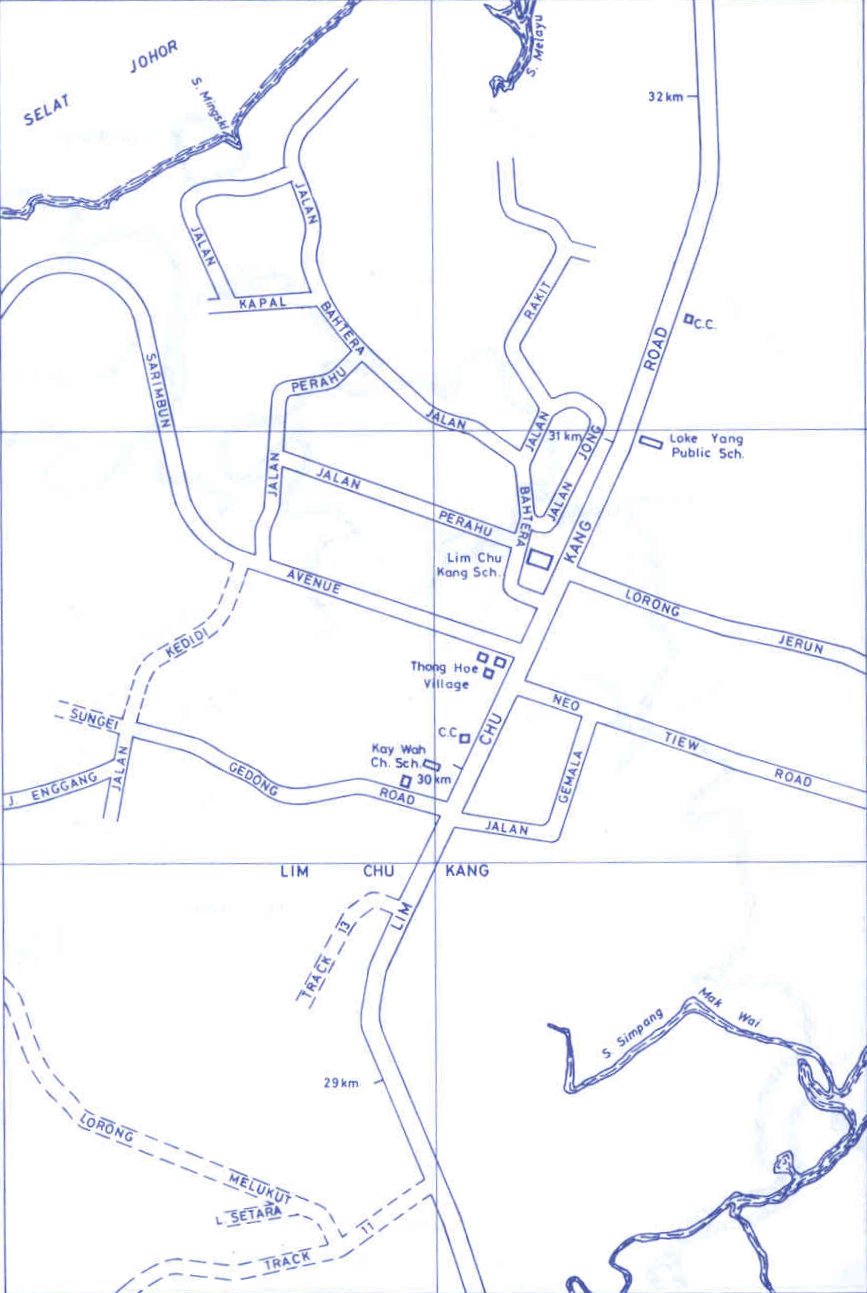 SELAT JOHOR
S. Mingski
S. Melayu
32 km
JALAN
JALAN
KAPAL
BAHTERA
RAKIT
ROAD
C.C.
SARIMBUN
PERAHU
JALAN
JALAN
31 km
JONG
JALAN
Loke Yang
Public Sch.
JALAN
JALAN
PERAHU
BAHTERA
KANG
Lim Chu
Kang Sch.
AVENUE
LORONG JERUN
KEDIDI
Thong Hoe
Village
NEO TIEW ROAD
SUNGEI
C.C.
CHU
Kay Wah
Ch. Sch.
30 km
GEDONG
ROAD
J. ENGGANG
JALAN
GEMALA
JALAN
LIM CHU KANG
LIM
TRACK 13
S. Simpang Mak Wai
29 km
LORONG
MELUKUT
L. SETARA
TRACK 11